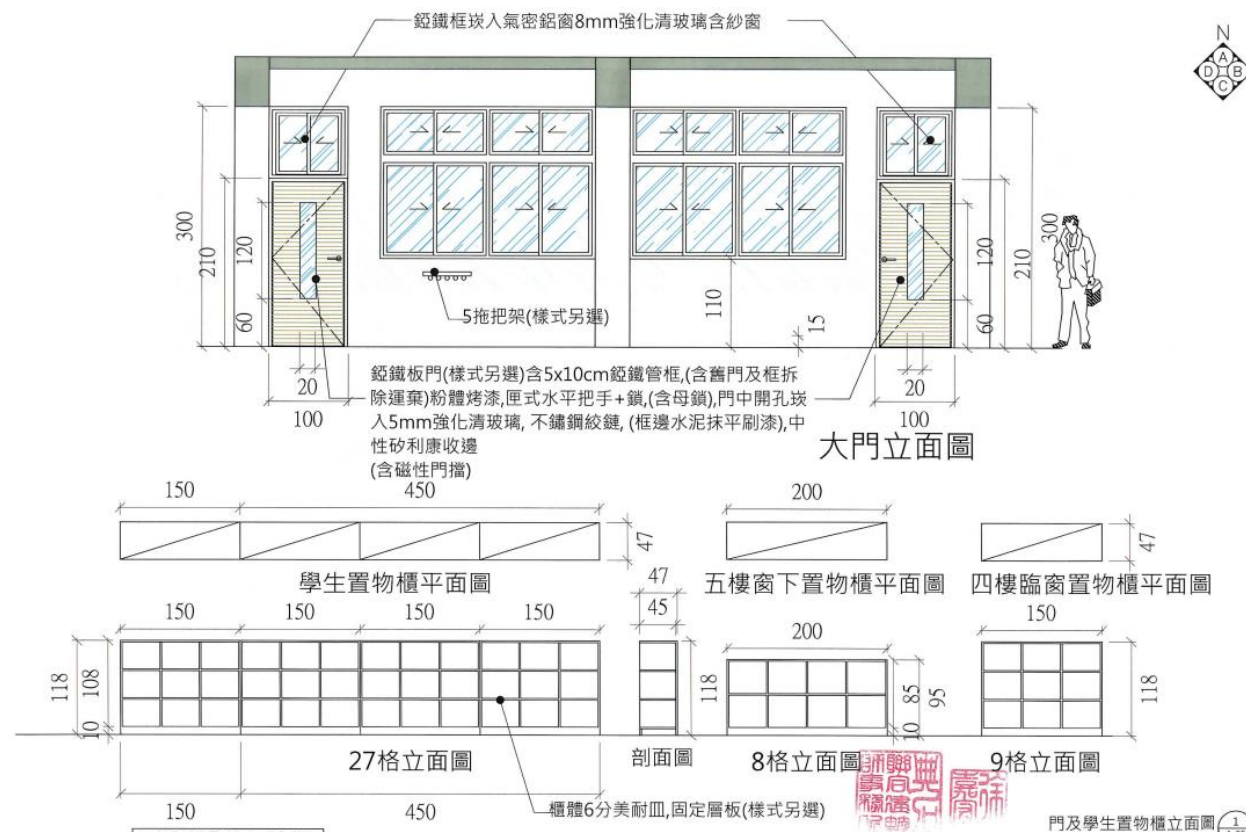 錏鐵框崁入氣密鋁窗8mm強化清玻璃含紗窗
N
A
D B
C
300
210
120
60
20
100
5拖把架(樣式另選)
110
15
300
210
120
60
20
100
錏鐵板門(樣式另選)含5x10cm錏鐵管框,(含舊門及框拆
除運棄)粉體烤漆,匣式水平把手+鎖,(含母鎖),門中開孔崁
入5mm強化清玻璃, 不鏽鋼絞鏈, (框邊水泥抹平刷漆),中
性矽利康收邊
(含磁性門擋)
大門立面圖
150 450 200
47 47
學生置物櫃平面圖
五樓窗下置物櫃平面圖
四樓臨窗置物櫃平面圖
47
45
150 150 150 150
200
150
118
108
10
118
85
95
10
118
27格立面圖
剖面圖
8格立面圖
9格立面圖
150 450
櫃體6分美耐皿,固定層板(樣式另選)
門及學生置物櫃立面圖
1